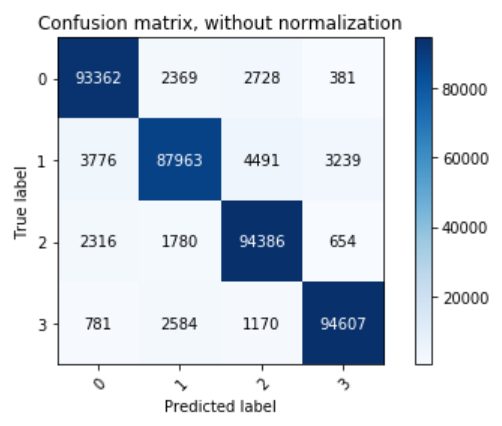 Confusion matrix, without normalization
0 93362 2369 2728 381
1 3776 87963 4491 3239
2 2316 1780 94386 654
3 781 2584 1170 94607
0 1 2 3
Predicted label
True label
80000
60000
40000
20000